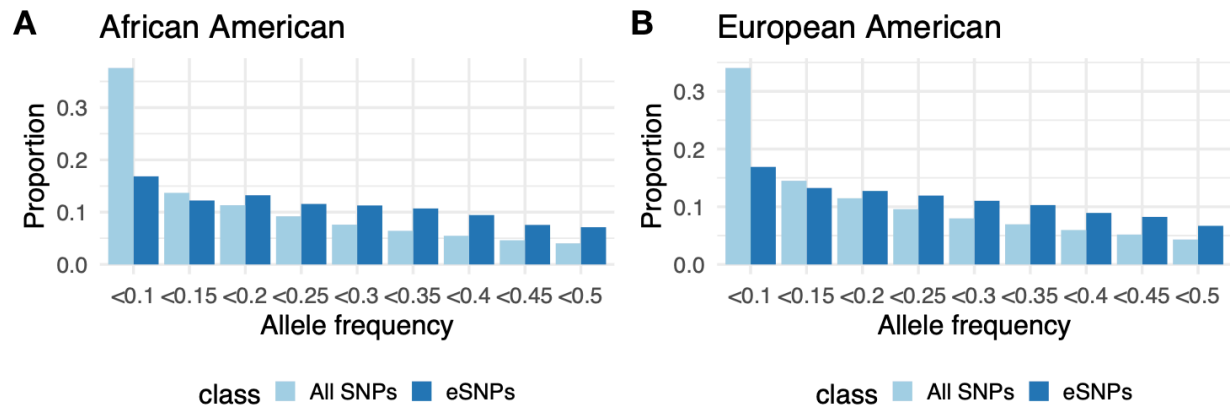 A African American
Proportion
0.3
0.2
0.1
0.0
<0.1 <0.15 <0.2 <0.25 <0.3 <0.35 <0.4 <0.45 <0.5
Allele frequency
class All SNPs eSNPs
B European American
Proportion
0.3
0.2
0.1
0.0
<0.1 <0.15 <0.2 <0.25 <0.3 <0.35 <0.4 <0.45 <0.5
Allele frequency
class All SNPs eSNPs